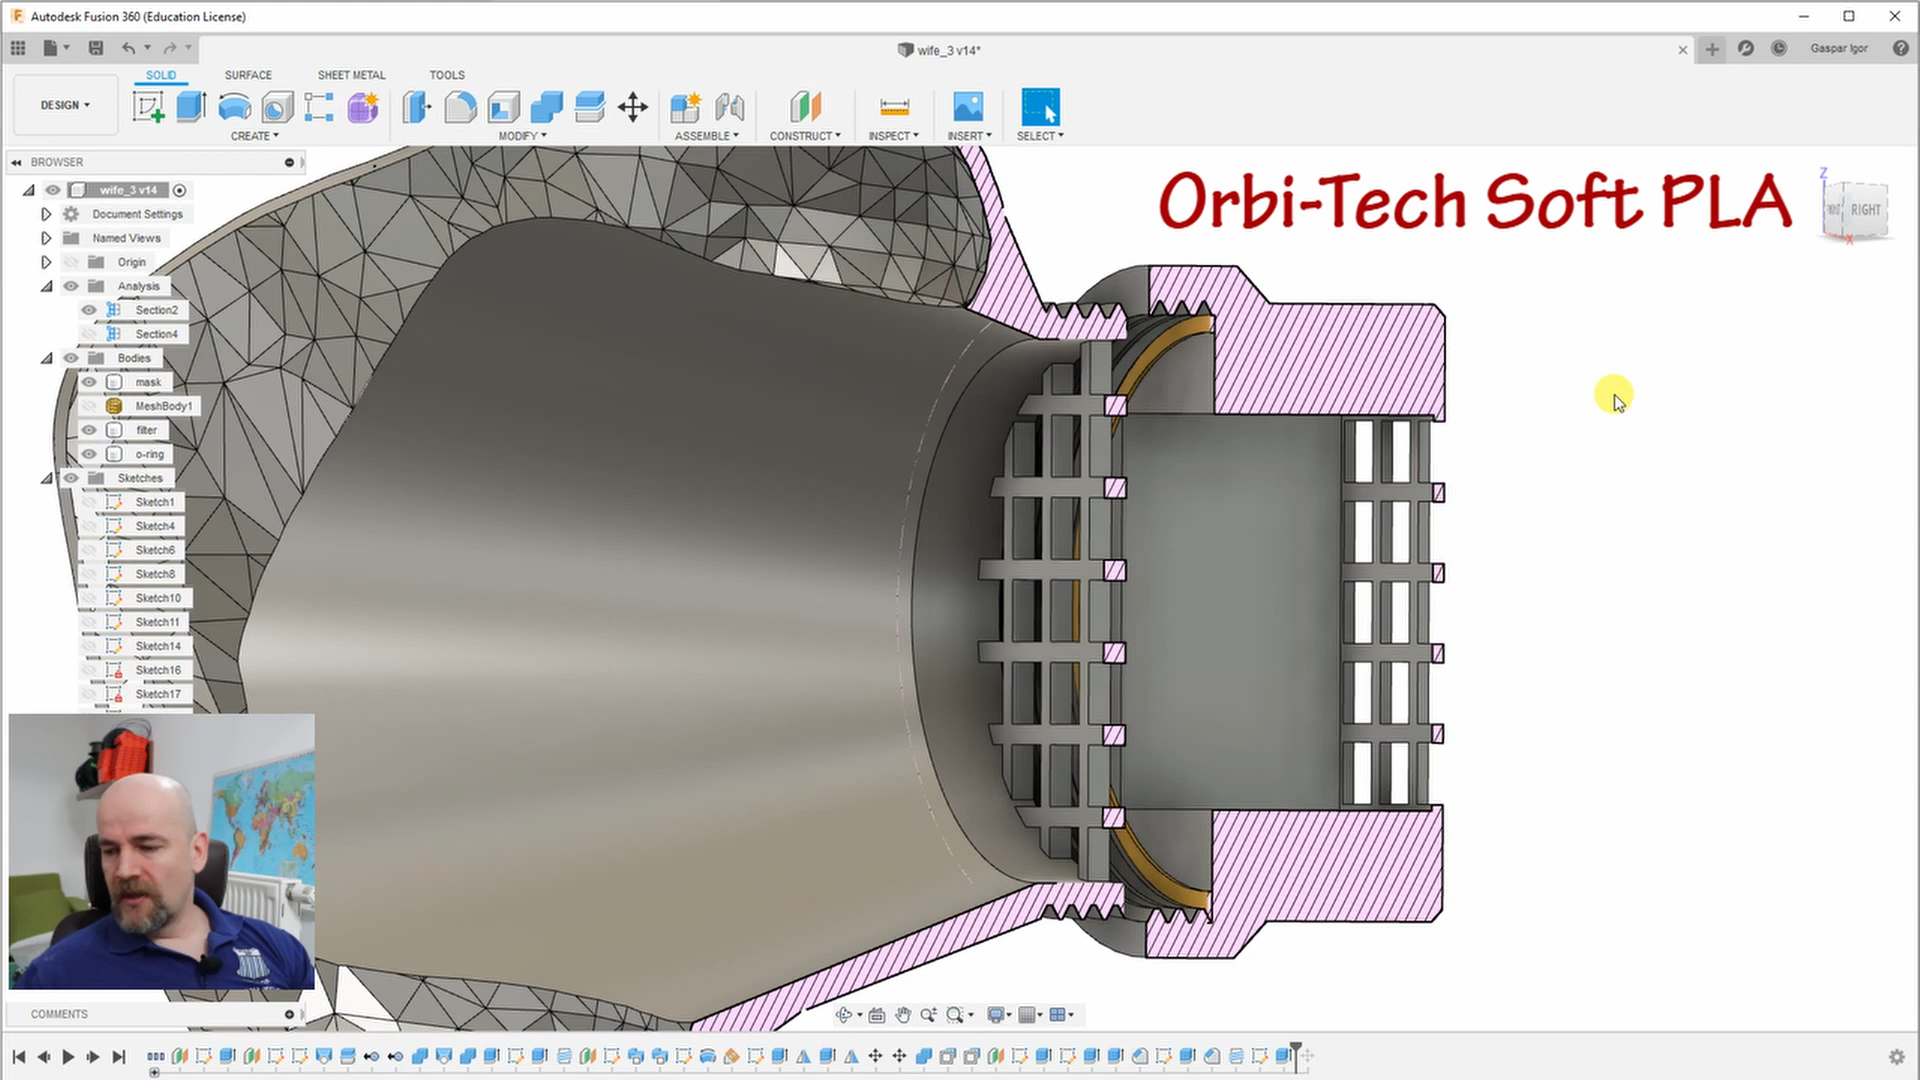 Autodesk Fusion 360 (Education License)
wife_3 v14*
Gaspar Igor
DESIGN
SOLID
SURFACE
SHEET METAL
TOOLS
CREATE
MODIFY
ASSEMBLE
CONSTRUCT
INSPECT
INSERT
SELECT
BROWSER
wife_3 v14
Document Settings
Named Views
Origin
Analysis
Section2
Section4
Bodies
mask
MeshBody1
filter
o-ring
Sketches
Sketch1
Sketch4
Sketch6
Sketch8
Sketch10
Sketch11
Sketch14
Sketch16
Sketch17
Orbi-Tech Soft PLA
Z
RIGHT
X
COMMENTS